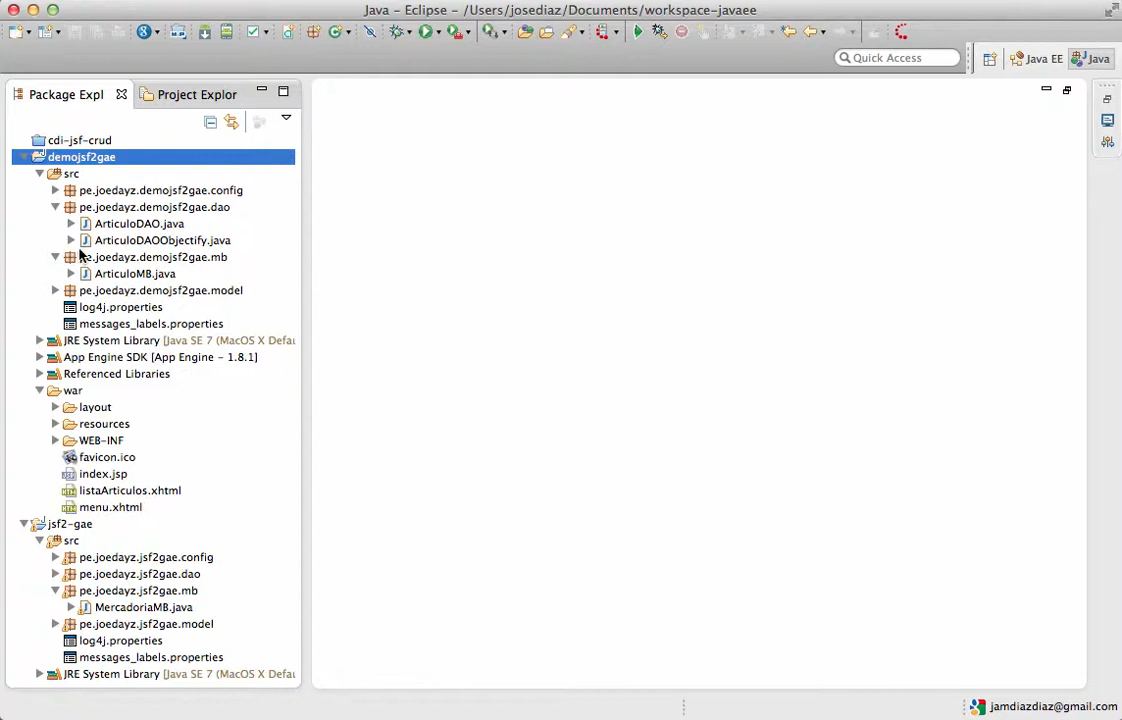 Java - Eclipse - /Users/josediaz/Documents/workspace-javaee
Quick Access
Java EE
Java
Package Expl
Project Explor
cdi-jsf-crud
demojsf2gae
src
pe.joedayz.demojsf2gae.config
pe.joedayz.demojsf2gae.dao
ArticuloDAO.java
ArticuloDAOObjectify.java
pe.joedayz.demojsf2gae.mb
ArticuloMB.java
pe.joedayz.demojsf2gae.model
log4j.properties
messages_labels.properties
JRE System Library [Java SE 7 (MacOS X Defau
App Engine SDK [App Engine - 1.8.1]
Referenced Libraries
war
layout
resources
WEB-INF
favicon.ico
index.jsp
listaArticulos.xhtml
menu.xhtml
jsf2-gae
src
pe.joedayz.jsf2gae.config
pe.joedayz.jsf2gae.dao
pe.joedayz.jsf2gae.mb
MercadoriaMB.java
pe.joedayz.jsf2gae.model
log4j.properties
messages_labels.properties
JRE System Library [Java SE 7 (MacOS X Defau
jamdiazdiaz@gmail.com